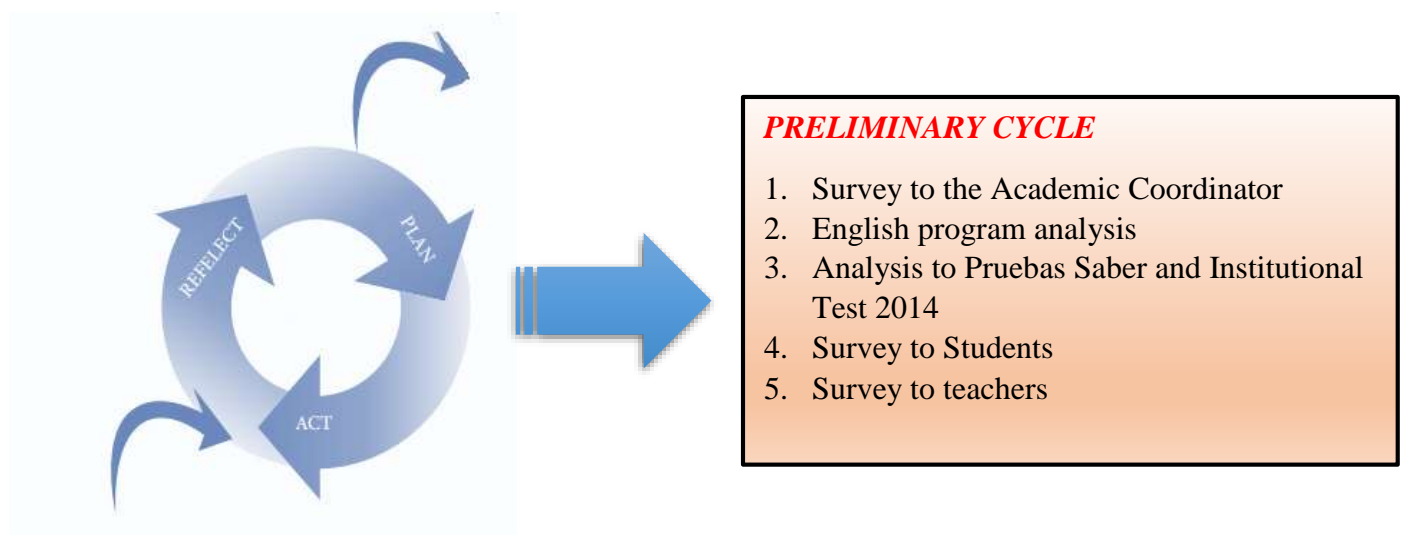 REFELECT
PLAN
ACT
PRELIMINARY CYCLE
1. Survey to the Academic Coordinator
2. English program analysis
3. Analysis to Pruebas Saber and Institutional
Test 2014
4. Survey to Students
5. Survey to teachers